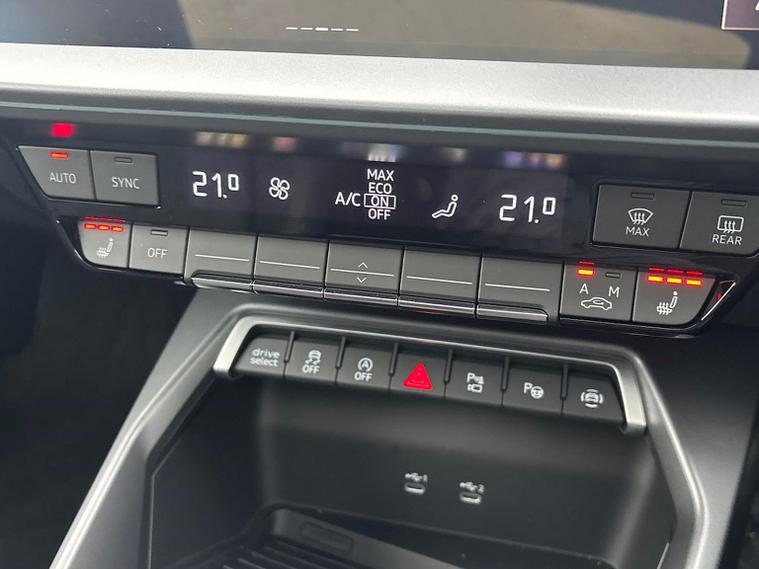 AUTO
SYNC
21.0
A/C
MAX
ECO
ON
OFF
21.0
MAX
REAR
OFF
A M
drive
select
OFF
A
OFF
P
P
1
2